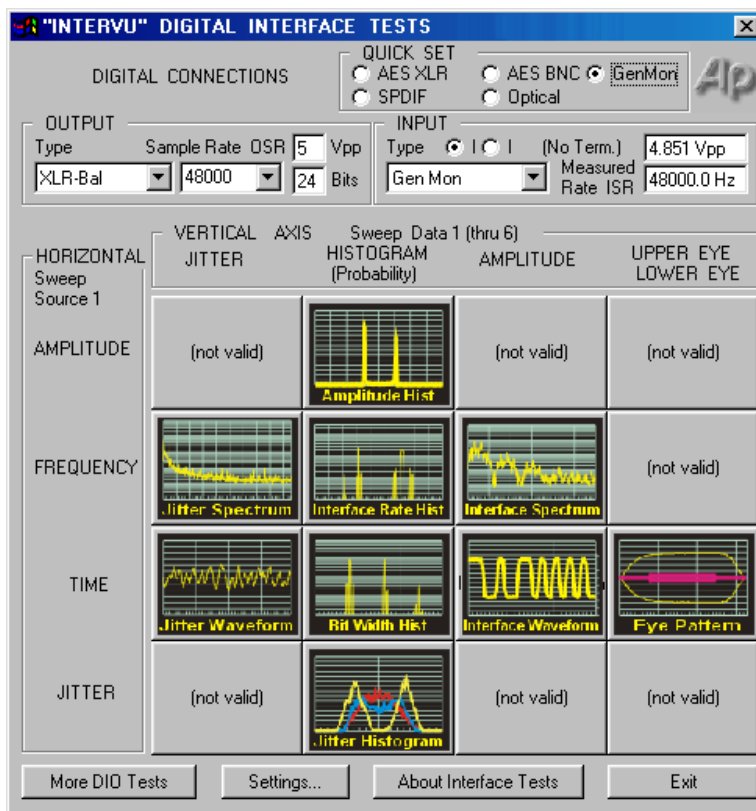 "INTERVU" DIGITAL INTERFACE TESTS
DIGITAL CONNECTIONS
QUICK SET
AES XLR
AES BNC
GenMon
SPDIF
Optical
Ap
OUTPUT
Type
Sample Rate OSR
5 Vpp
XLR-Bal
48000
24 Bits
INPUT
Type
I
I
(No Term.)
4.851 Vpp
Gen Mon
Measured
Rate ISR
48000.0 Hz
VERTICAL AXIS Sweep Data 1 (thru 6)
JITTER
HISTOGRAM
(Probability)
AMPLITUDE
UPPER EYE
LOWER EYE
HORIZONTAL
Sweep
Source 1
AMPLITUDE
(not valid)
Amplitude Hist
(not valid)
(not valid)
FREQUENCY
Jitter Spectrum
Interface Rate Hist
Interface Spectrum
(not valid)
TIME
Jitter Waveform
Bit Width Hist
Interface Waveform
Eye Pattern
JITTER
(not valid)
Jitter Histogram
(not valid)
(not valid)
More DIO Tests
Settings...
About Interface Tests
Exit